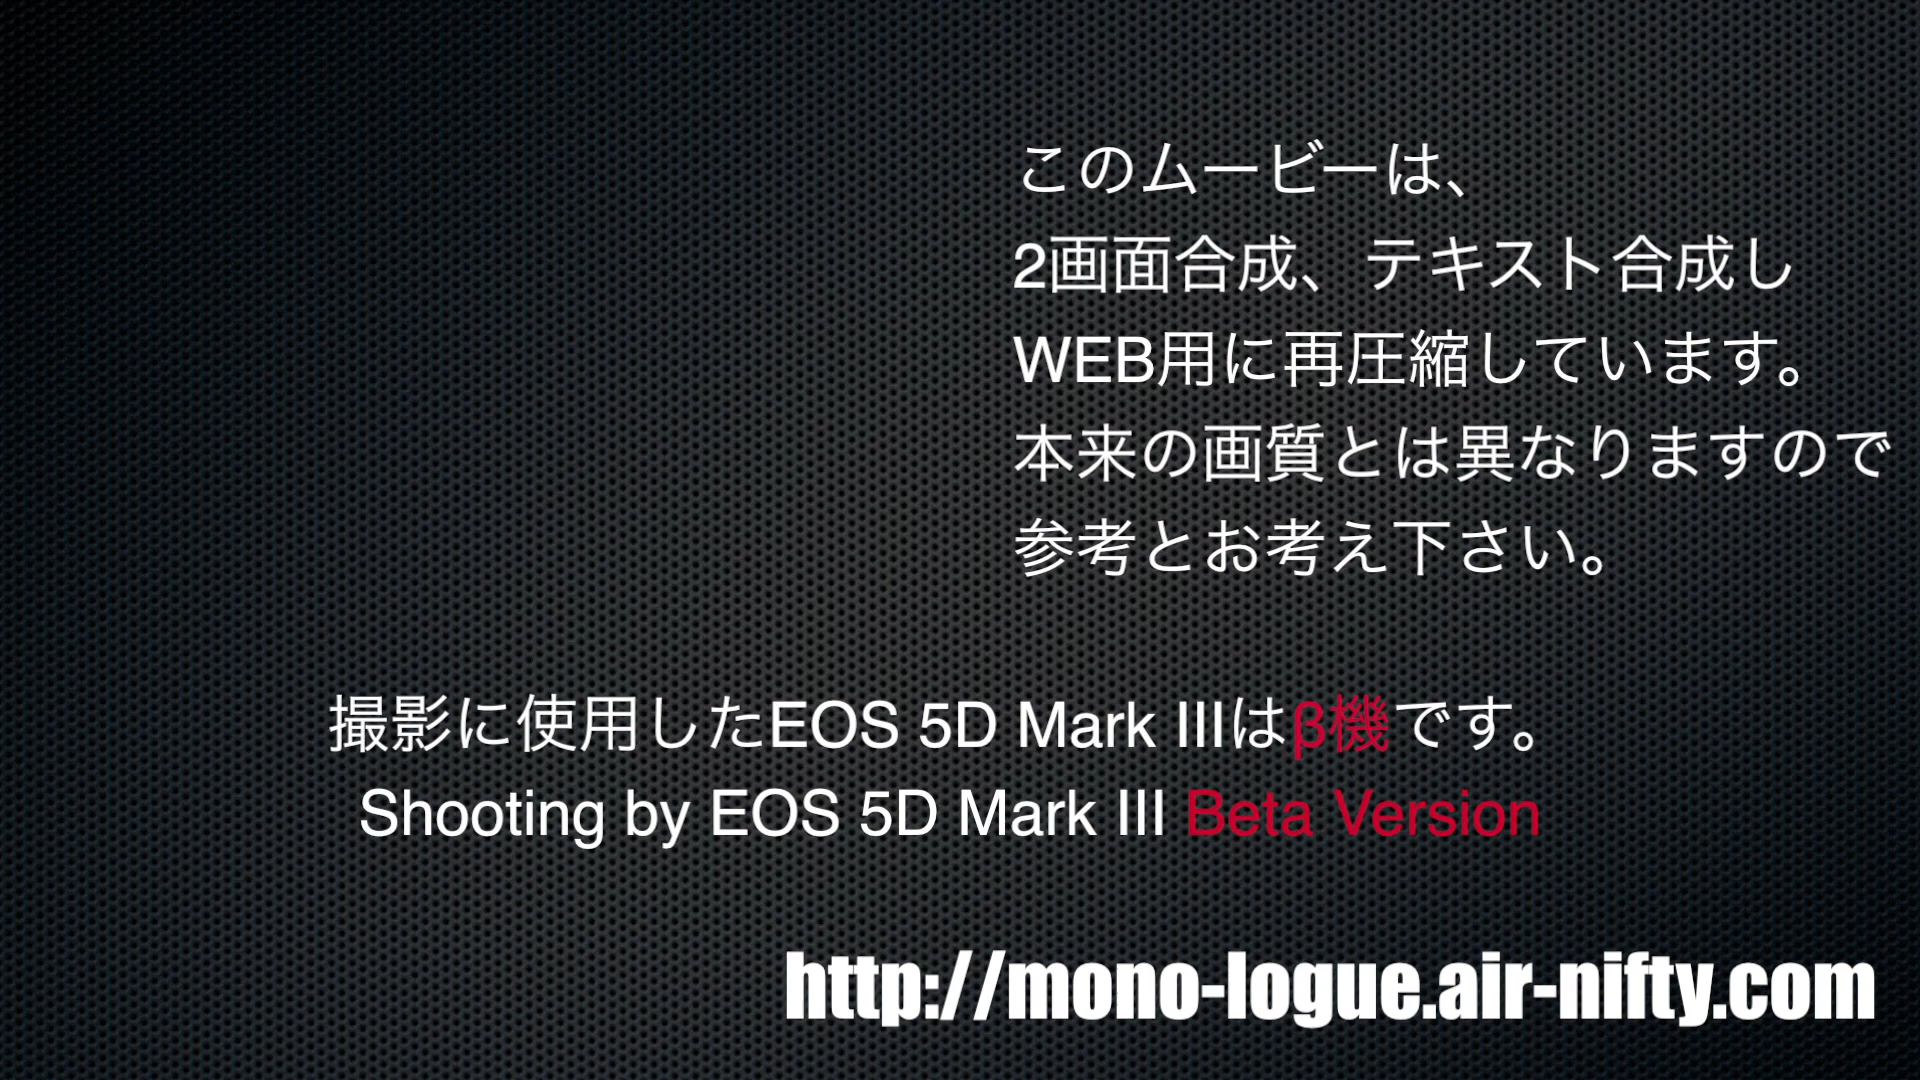 このムービーは、
2画面合成、テキスト合成し
WEB用に再圧縮しています。
本来の画質とは異なりますので
参考とお考え下さい。
撮影に使用したEOS 5D Mark IIIはβ機です。
Shooting by EOS 5D Mark III Beta Version
http://mono-logue.air-nifty.com